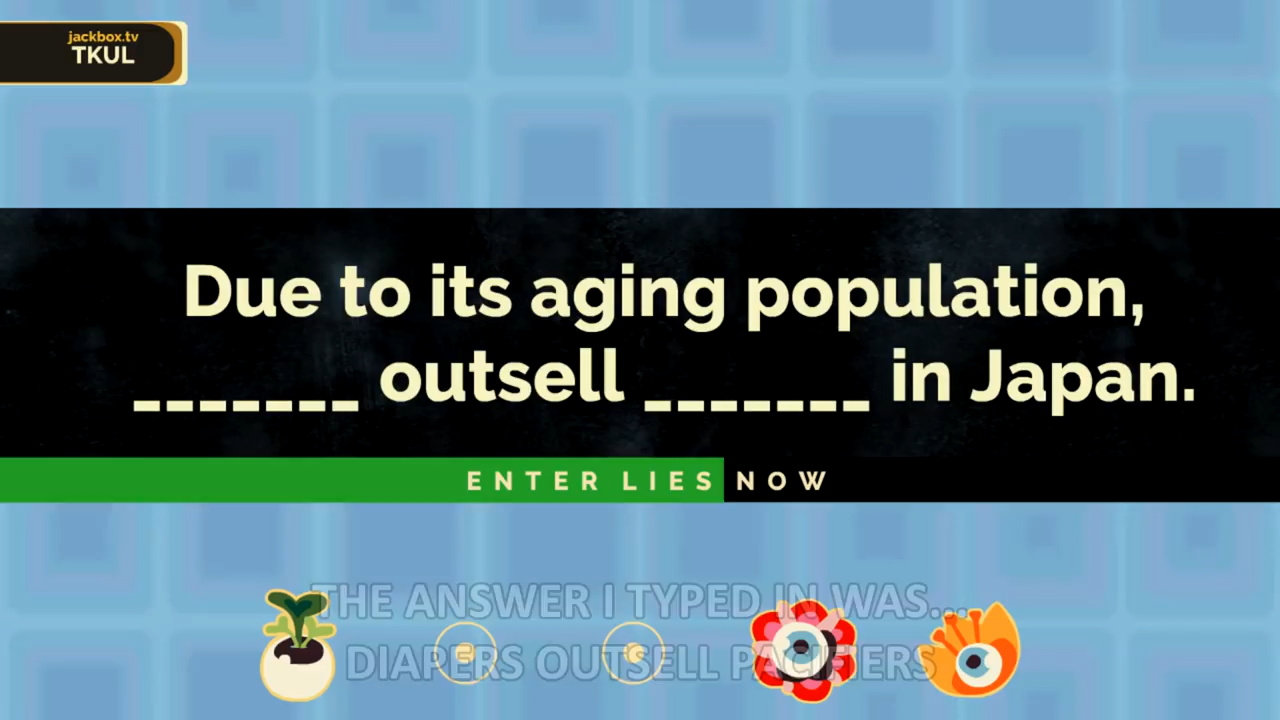 jackbox.tv
TKUL
Due to its aging population,
_______ outsell _______ in Japan.
ENTER LIES NOW
THE ANSWER I TYPED IN WAS...
DIAPERS OUTSELL PACIFIERS